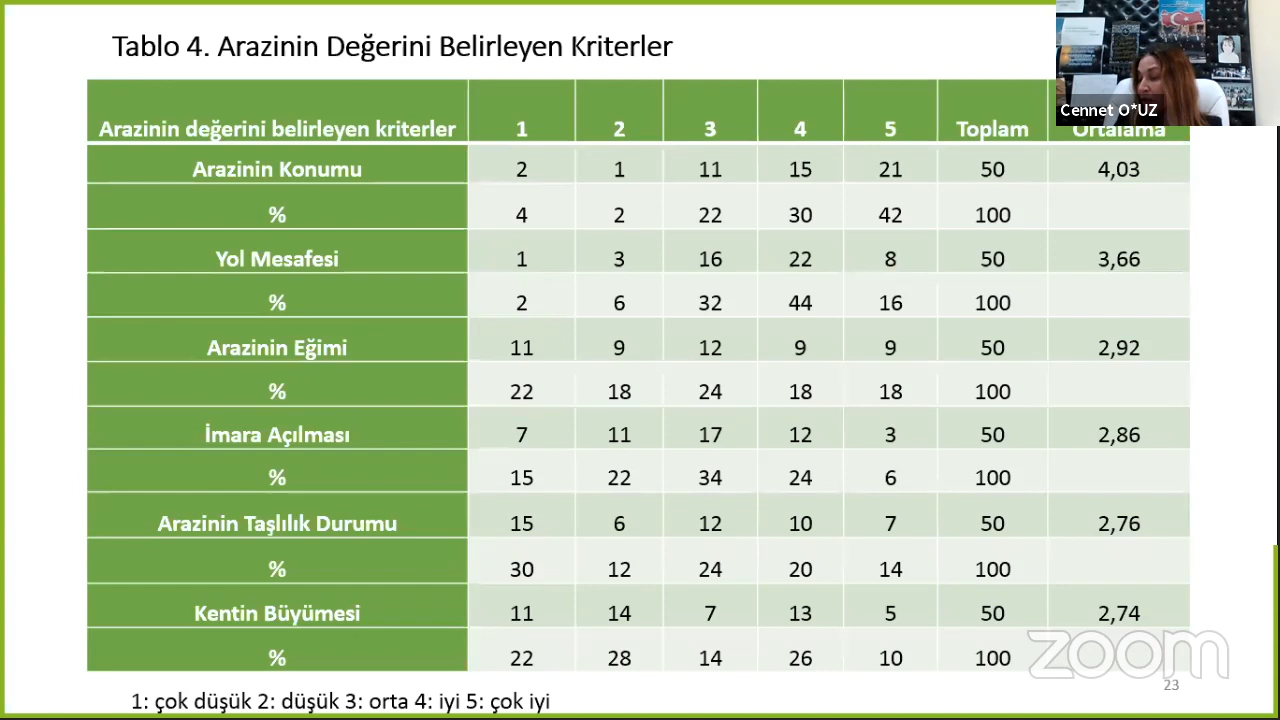 Tablo 4. Arazinin Değerini Belirleyen Kriterler
Cennet O*UZ
Arazinin değerini belirleyen kriterler 1 2 3 4 5 Toplam Ortalama
Arazinin Konumu 2 1 11 15 21 50 4,03
% 4 2 22 30 42 100
Yol Mesafesi 1 3 16 22 8 50 3,66
% 2 6 32 44 16 100
Arazinin Eğimi 11 9 12 9 9 50 2,92
% 22 18 24 18 18 100
İmara Açılması 7 11 17 12 3 50 2,86
% 15 22 34 24 6 100
Arazinin Taşlılık Durumu 15 6 12 10 7 50 2,76
% 30 12 24 20 14 100
Kentin Büyümesi 11 14 7 13 5 50 2,74
% 22 28 14 26 10 100
zoom
23
1: çok düşük 2: düşük 3: orta 4: iyi 5: çok iyi